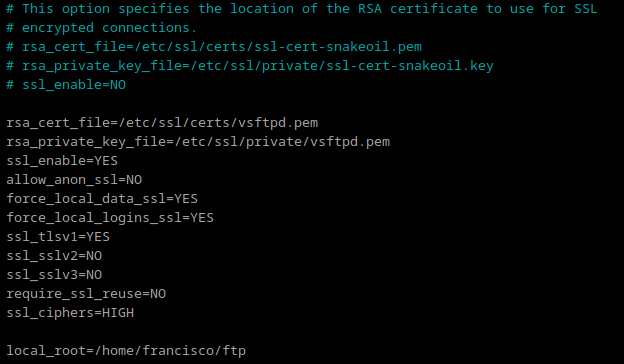 # This option specifies the location of the RSA certificate to use for SSL
# encrypted connections.
# rsa_cert_file=/etc/ssl/certs/ssl-cert-snakeoil.pem
# rsa_private_key_file=/etc/ssl/private/ssl-cert-snakeoil.key
# ssl_enable=NO

rsa_cert_file=/etc/ssl/certs/vsftpd.pem
rsa_private_key_file=/etc/ssl/private/vsftpd.pem
ssl_enable=YES
allow_anon_ssl=NO
force_local_data_ssl=YES
force_local_logins_ssl=YES
ssl_tlsv1=YES
ssl_sslv2=NO
ssl_sslv3=NO
require_ssl_reuse=NO
ssl_ciphers=HIGH

local_root=/home/francisco/ftp